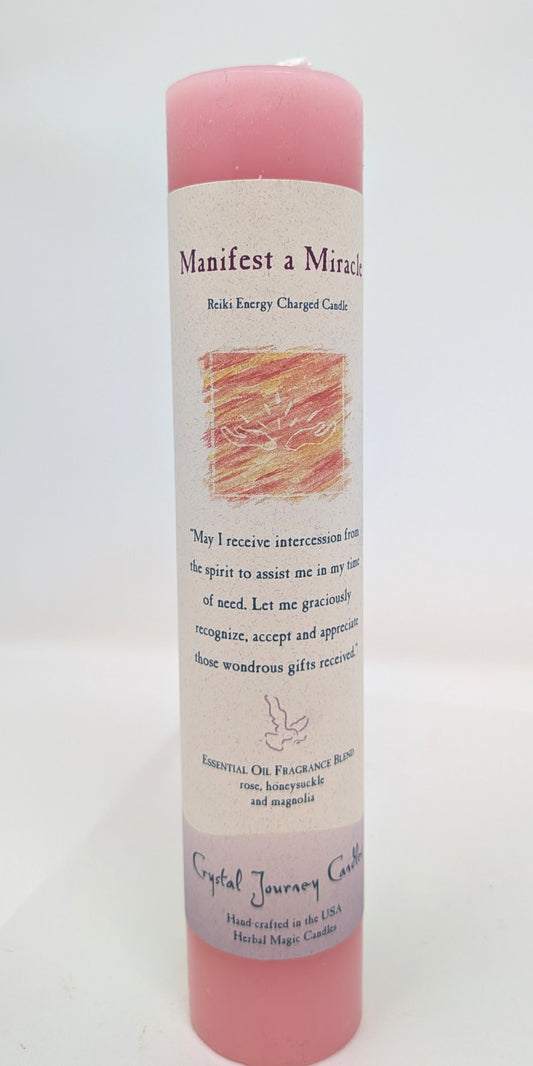 Manifest a Miracle
Reiki Energy Charged Candle
"May I receive intercession from
the spirit to assist me in my time
of need. Let me graciously
recognize, accept and appreciate
those wondrous gifts received."
ESSENTIAL OIL FRAGRANCE BLEND
rose, honeysuckle
and magnolia
Crystal Journey Candles
Hand-crafted in the USA
Herbal Magic Candles